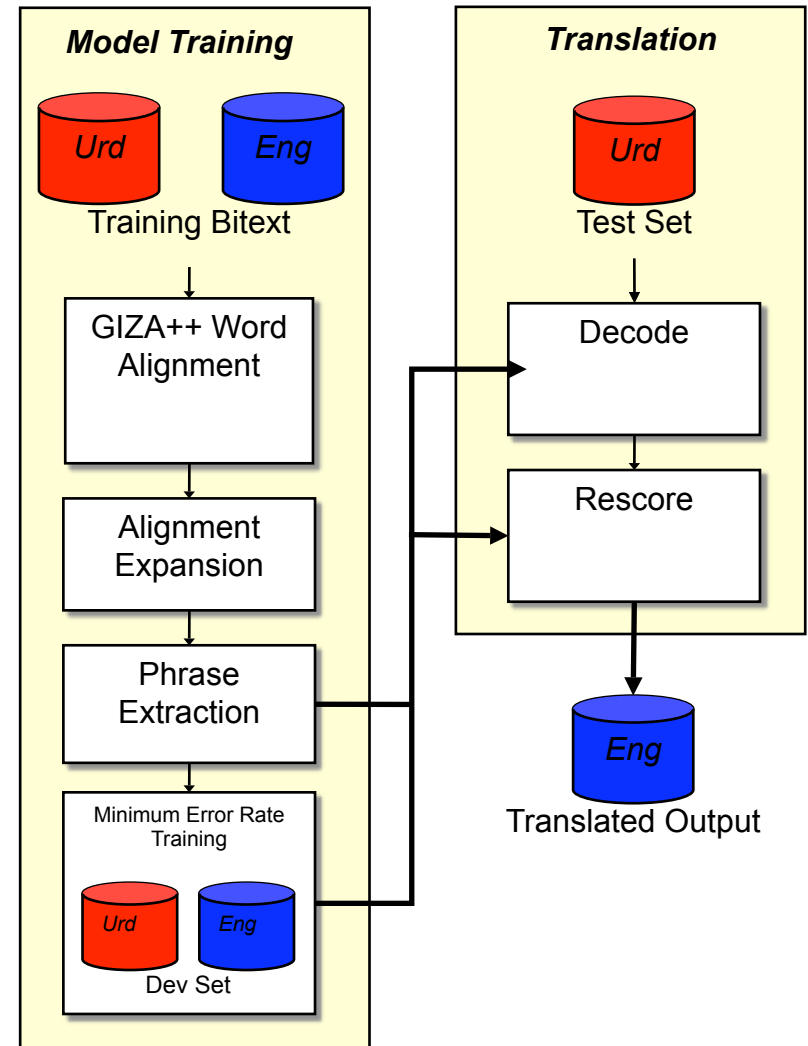 Model Training
Urd
Eng
Training Bitext
GIZA++ Word
Alignment
Alignment
Expansion
Phrase
Extraction
Minimum Error Rate
Training
Urd
Eng
Dev Set
Translation
Urd
Test Set
Decode
Rescore
Eng
Translated Output